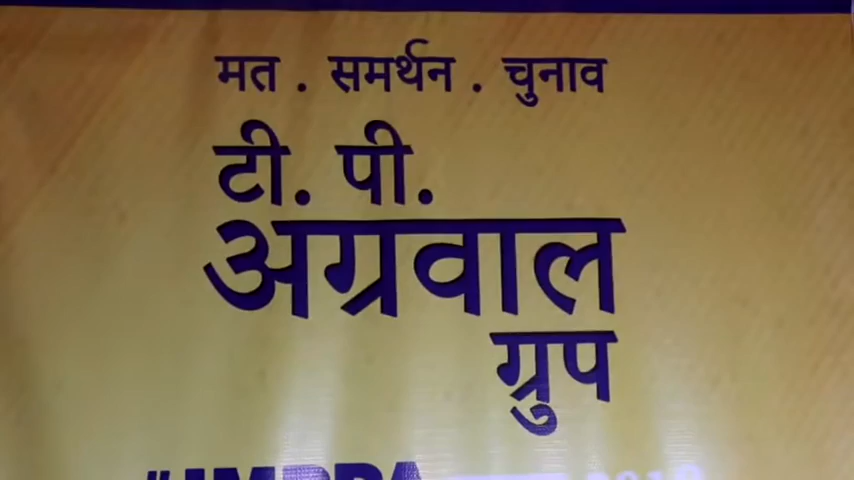 मत . समर्थन . चुनाव
टी. पी.
अग्रवाल
ग्रुप